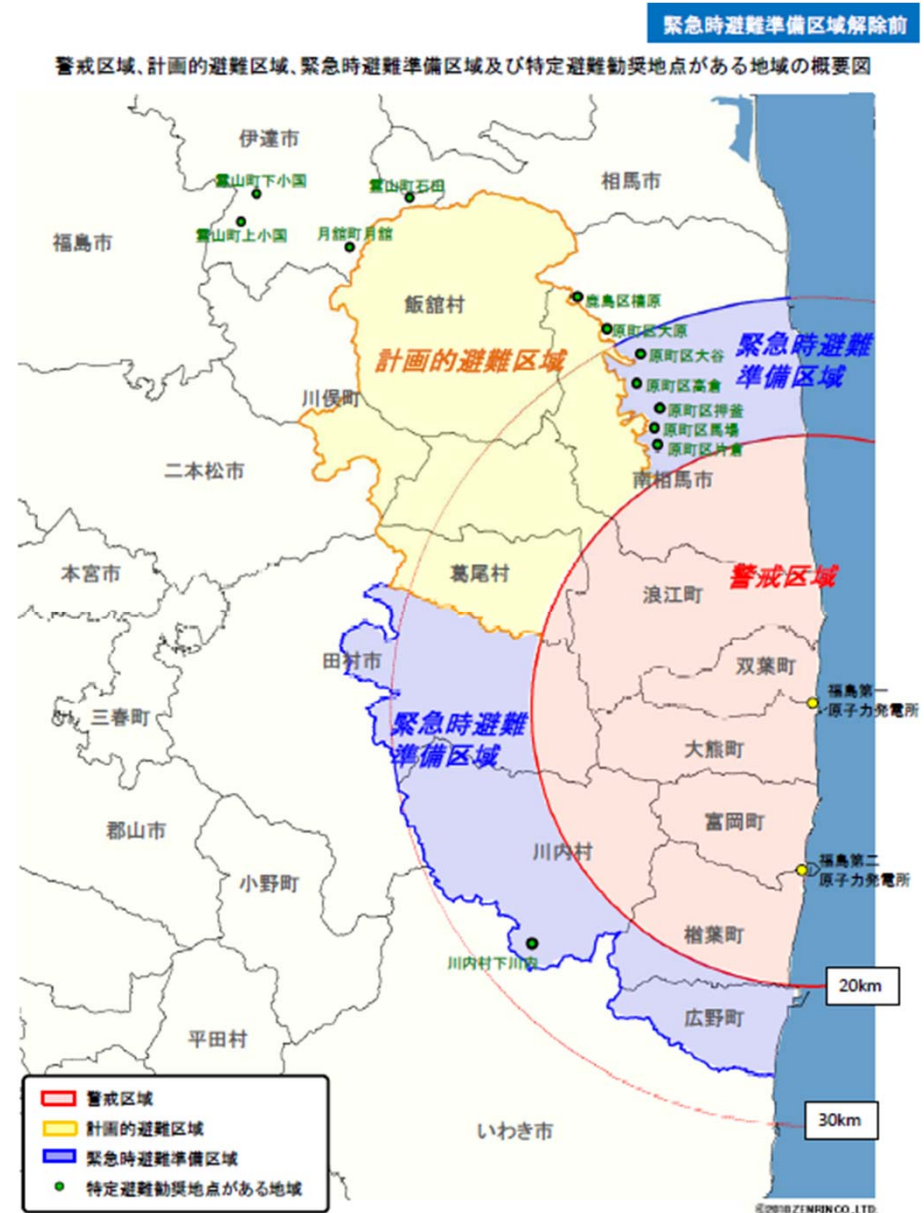 緊急時避難準備区域解除前
警戒区域、計画的避難区域、緊急時避難準備区域及び特定避難勧奨地点がある地域の概要図
伊達市
霊山町下小国
霊山町石田
相馬市
霊山町上小国
月舘町月舘
福島市
飯舘村
鹿島区橲原
原町区大原
計画的避難区域
緊急時避難
準備区域
原町区大谷
原町区高倉
川俣町
原町区押釜
原町区馬場
原町区片倉
二本松市
南相馬市
本宮市
葛尾村
浪江町
警戒区域
田村市
双葉町
福島第一
原子力発電所
三春町
緊急時避難
準備区域
大熊町
郡山市
富岡町
川内村
福島第二
原子力発電所
小野町
楢葉町
川内村下川内
20km
広野町
平田村
警戒区域
計画的避難区域
緊急時避難準備区域
特定避難勧奨地点がある地域
いわき市
30km
©2010 ZENRIN CO., LTD.